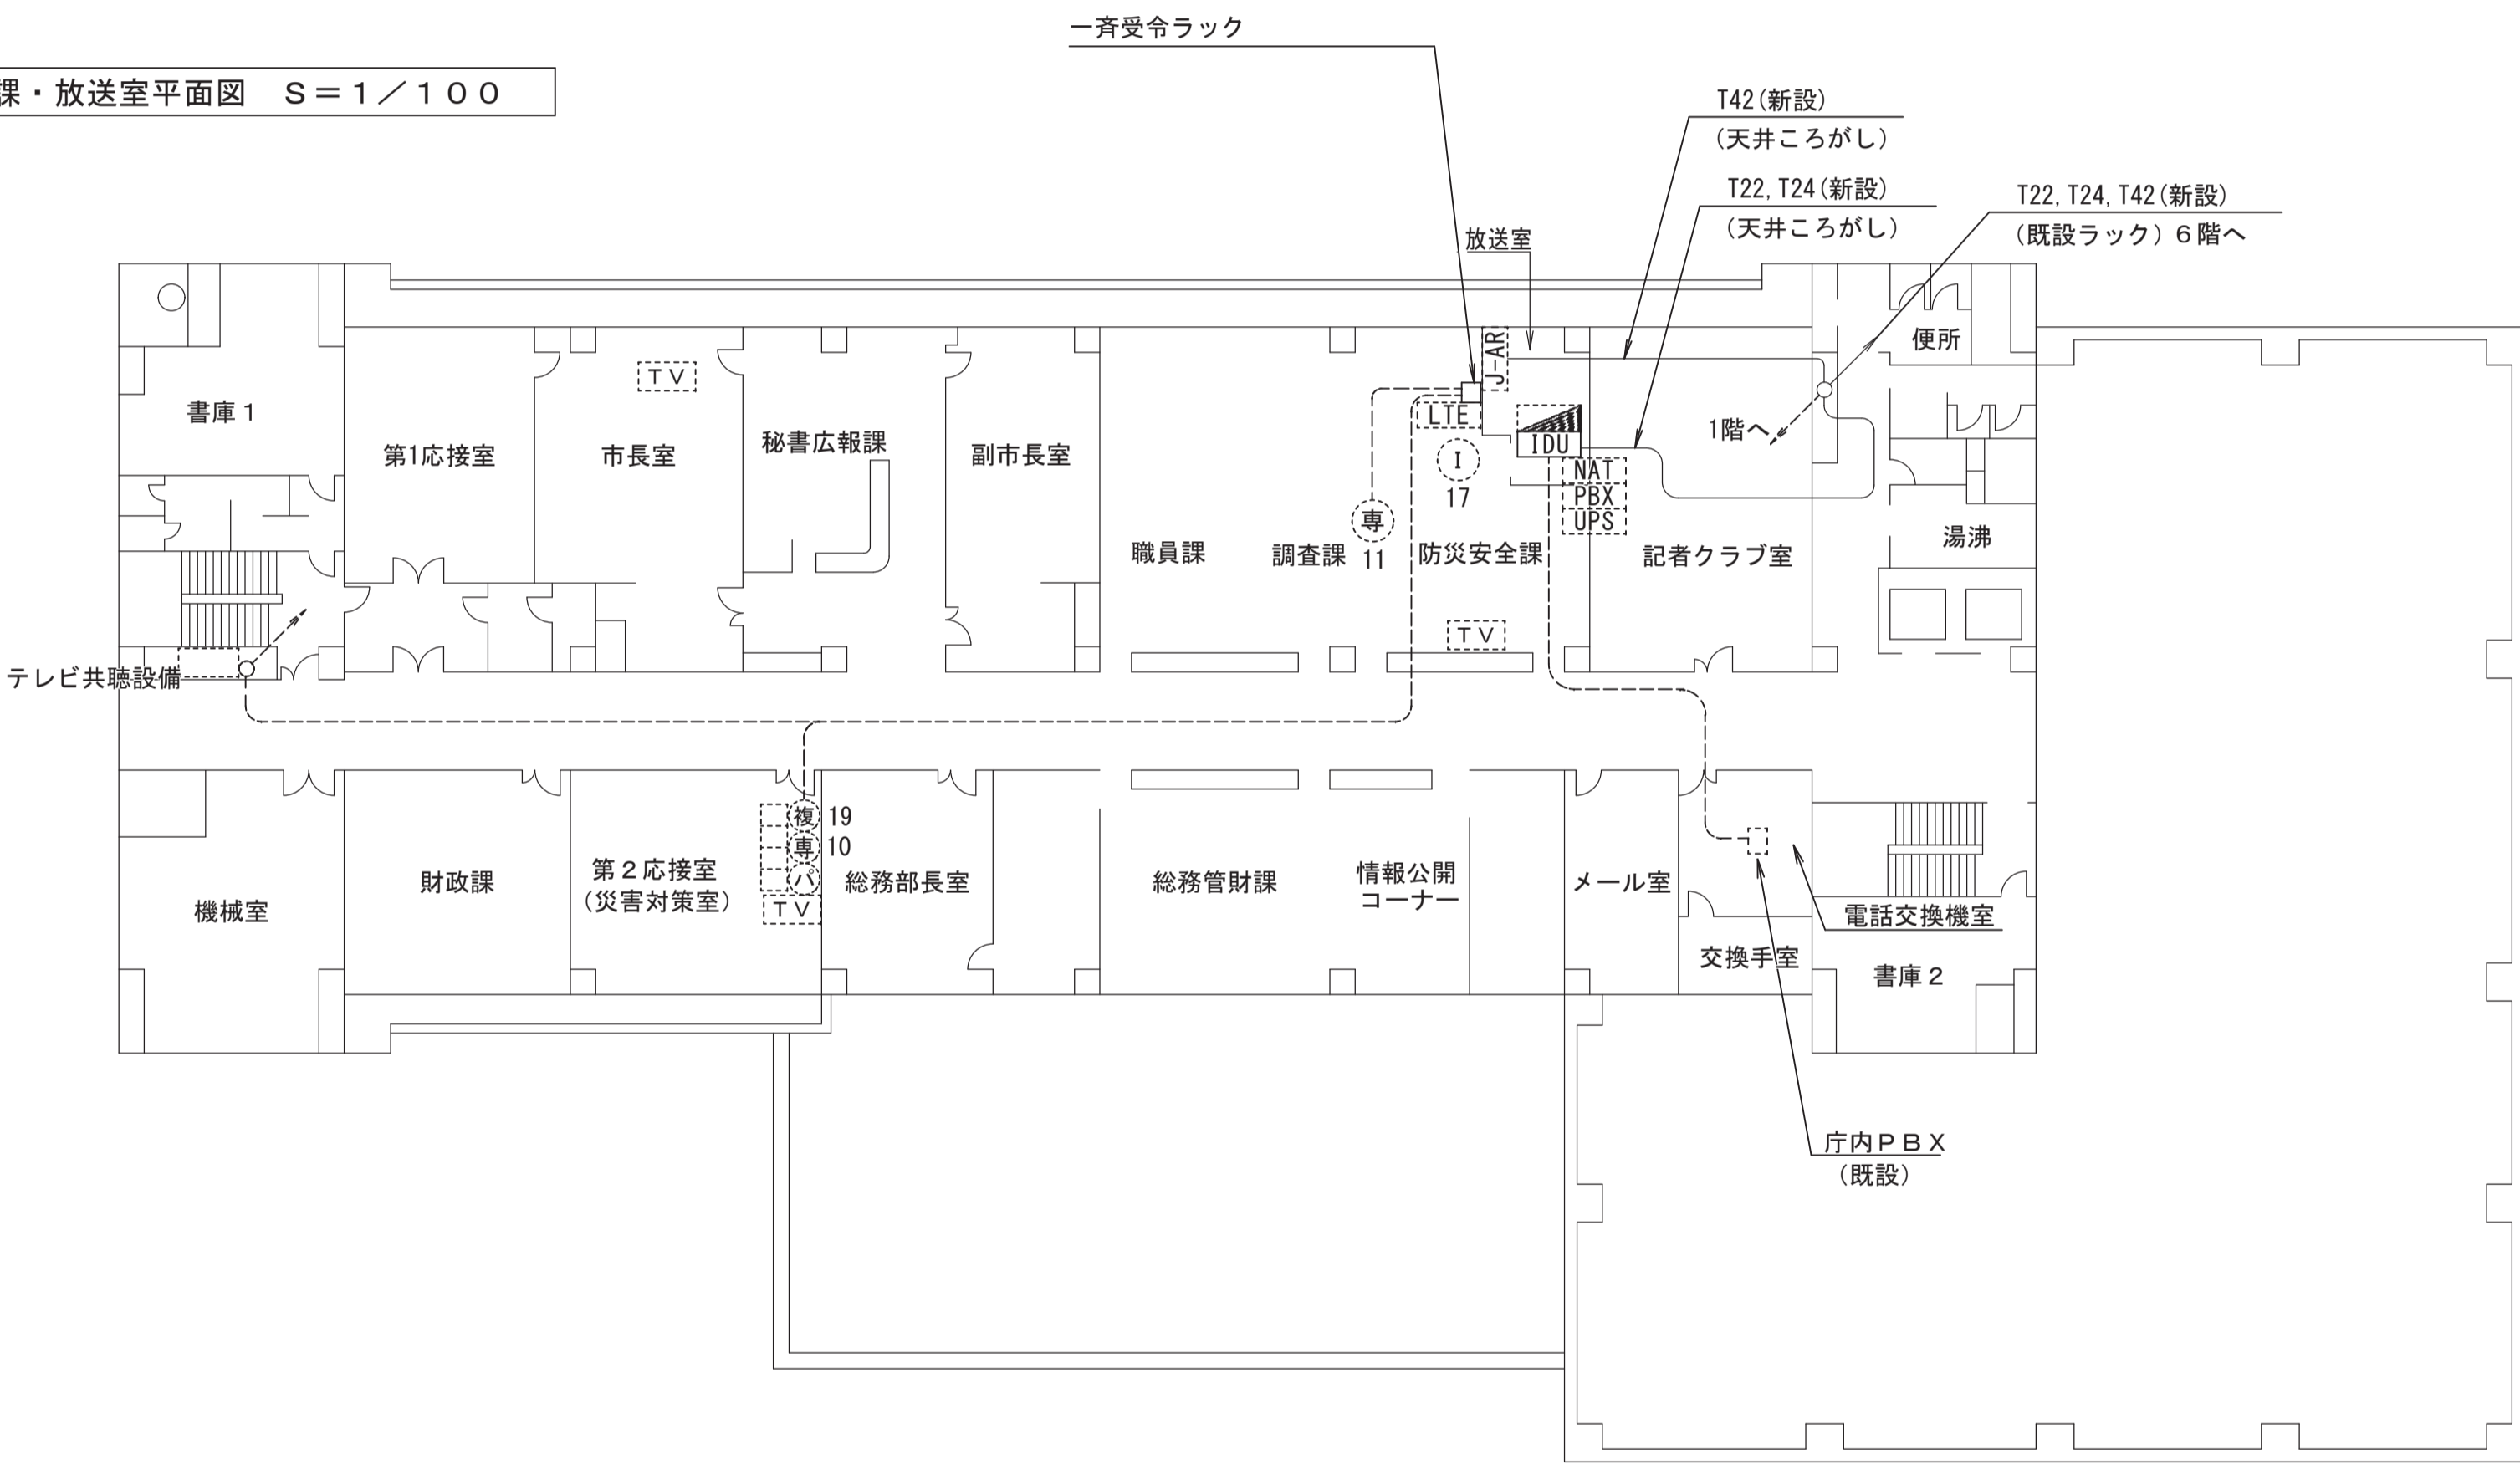 一斉受令ラック
課・放送室平面図　Ｓ＝１／１００
T42(新設)
(天井ころがし)
T22,T24(新設)
(天井ころがし)
T22,T24,T42(新設)
(既設ラック)６階へ
放送室
便所
J-AR
TV
LTE
IDU
書庫１
第1応接室
市長室
秘書広報課
副市長室
1階へ
I
17
NAT
PBX
UPS
専
11
職員課
調査課
防災安全課
記者クラブ室
湯沸
TV
テレビ共聴設備
複 19
専 10
パ
TV
機械室
財政課
第２応接室
(災害対策室)
総務部長室
総務管財課
情報公開
コーナー
メール室
電話交換機室
交換手室
書庫２
庁内ＰＢＸ
(既設)